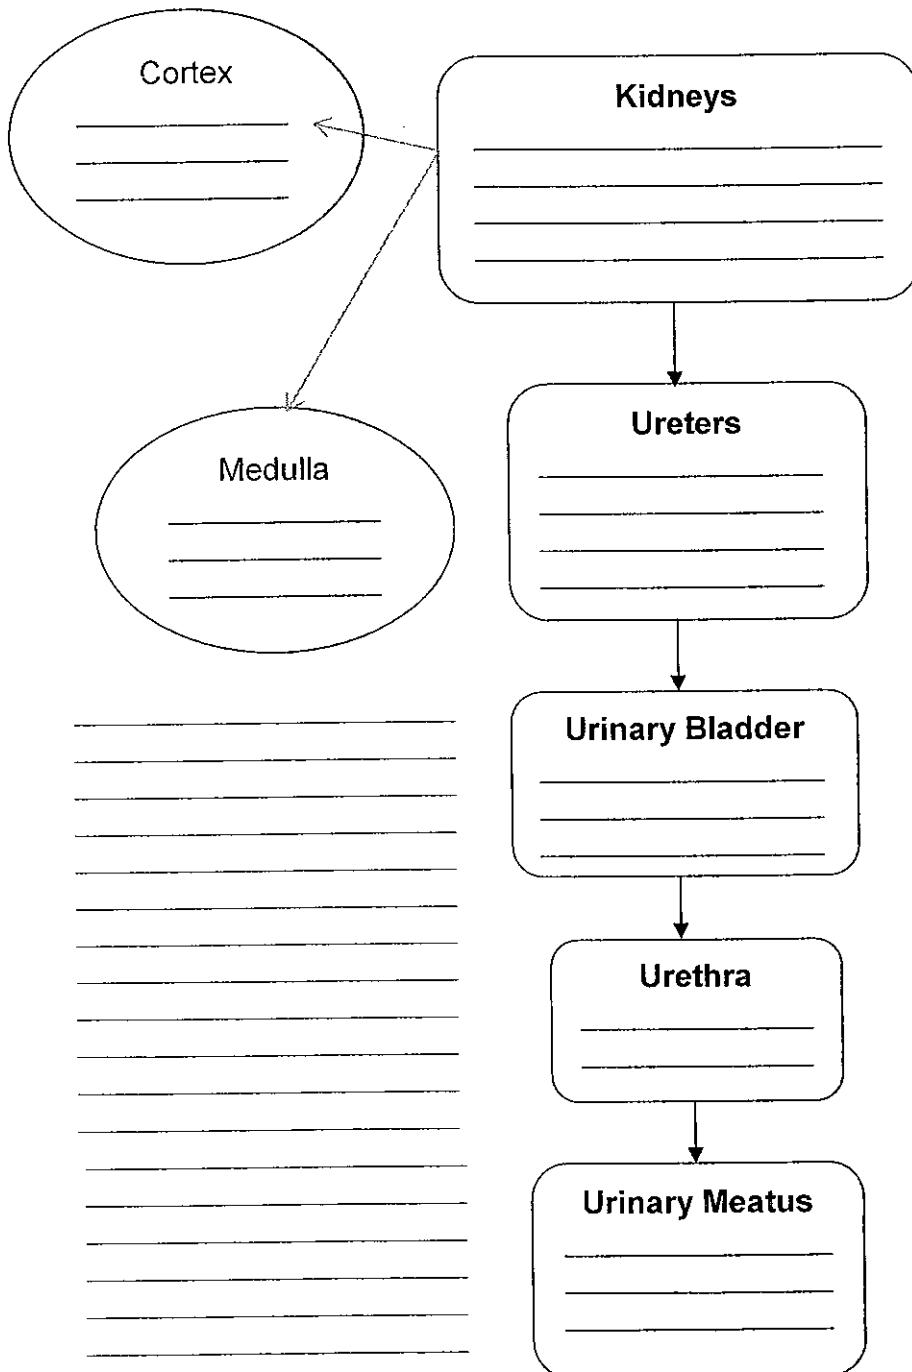 Cortex
Kidneys
Ureters
Medulla
Urinary Bladder
Urethra
Urinary Meatus